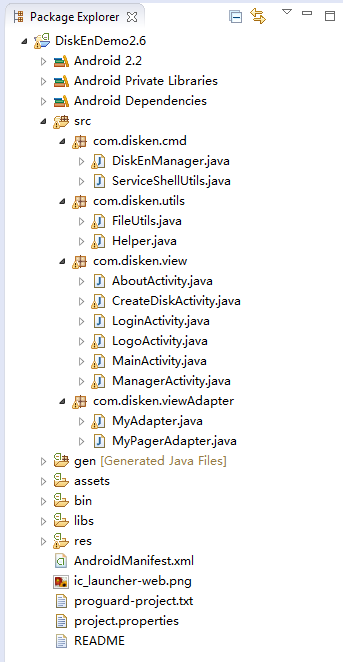 Package Explorer
DiskEnDemo2.6
Android 2.2
Android Private Libraries
Android Dependencies
src
com.disken.cmd
DiskEnManager.java
ServiceShellUtils.java
com.disken.utils
FileUtils.java
Helper.java
com.disken.view
AboutActivity.java
CreateDiskActivity.java
LoginActivity.java
LogoActivity.java
MainActivity.java
ManagerActivity.java
com.disken.viewAdapter
MyAdapter.java
MyPagerAdapter.java
gen [Generated Java Files]
assets
bin
libs
res
AndroidManifest.xml
ic_launcher-web.png
proguard-project.txt
project.properties
README